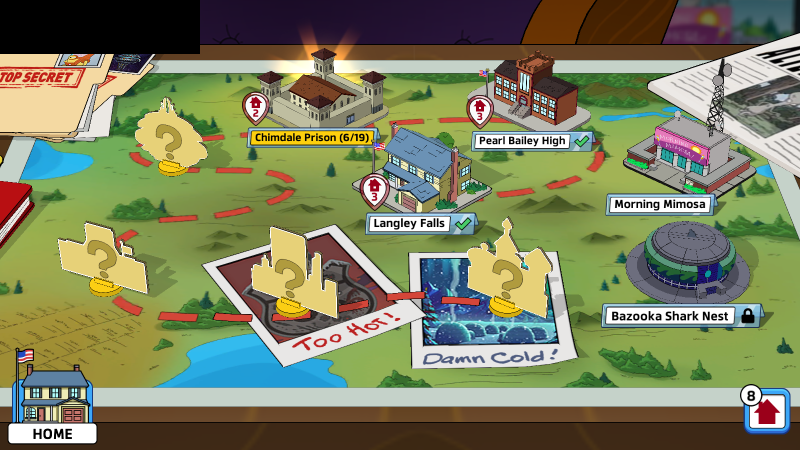 TOP SECRET
2
Chimdale Prison (6/19)
3
Pearl Bailey High
3
Langley Falls
Morning Mimosa
Bazooka Shark Nest
?
?
?
?
Too Hot!
Damn Cold!
HOME
8